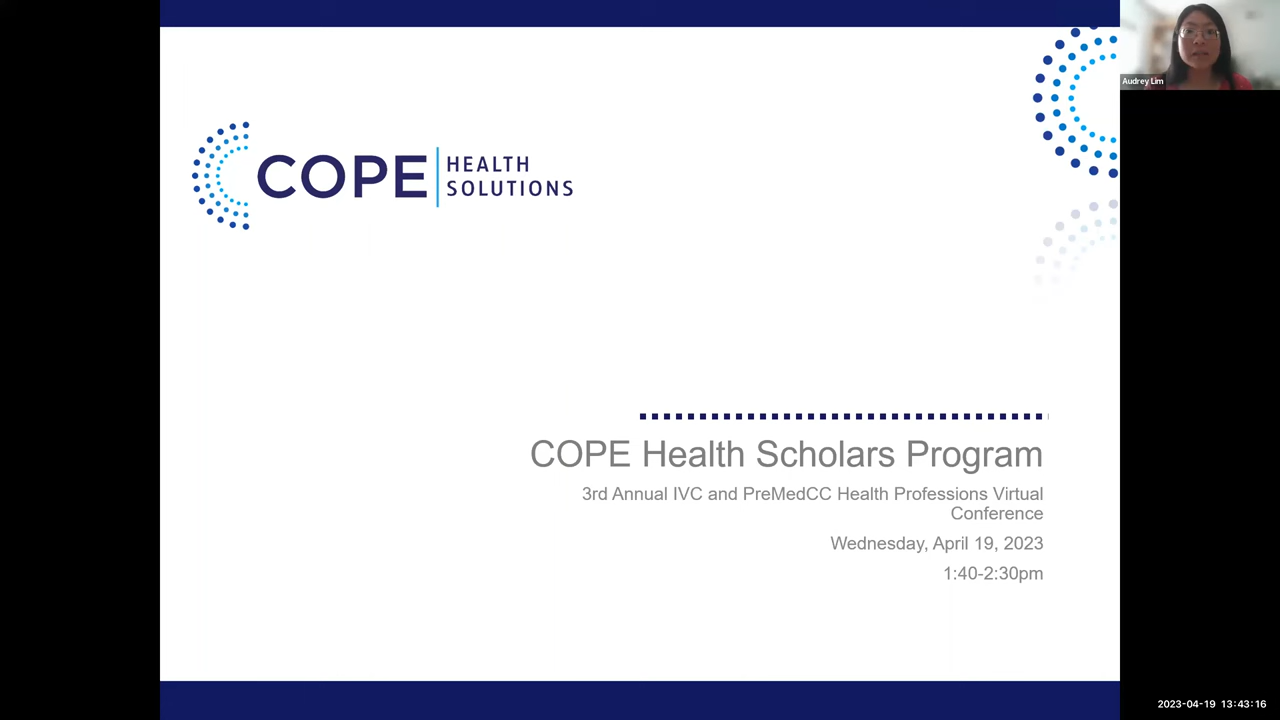 COPE
HEALTH
SOLUTIONS
Audrey Lim
COPE Health Scholars Program
3rd Annual IVC and PreMedCC Health Professions Virtual
Conference
Wednesday, April 19, 2023
1:40-2:30pm
2023-04-19 13:43:16